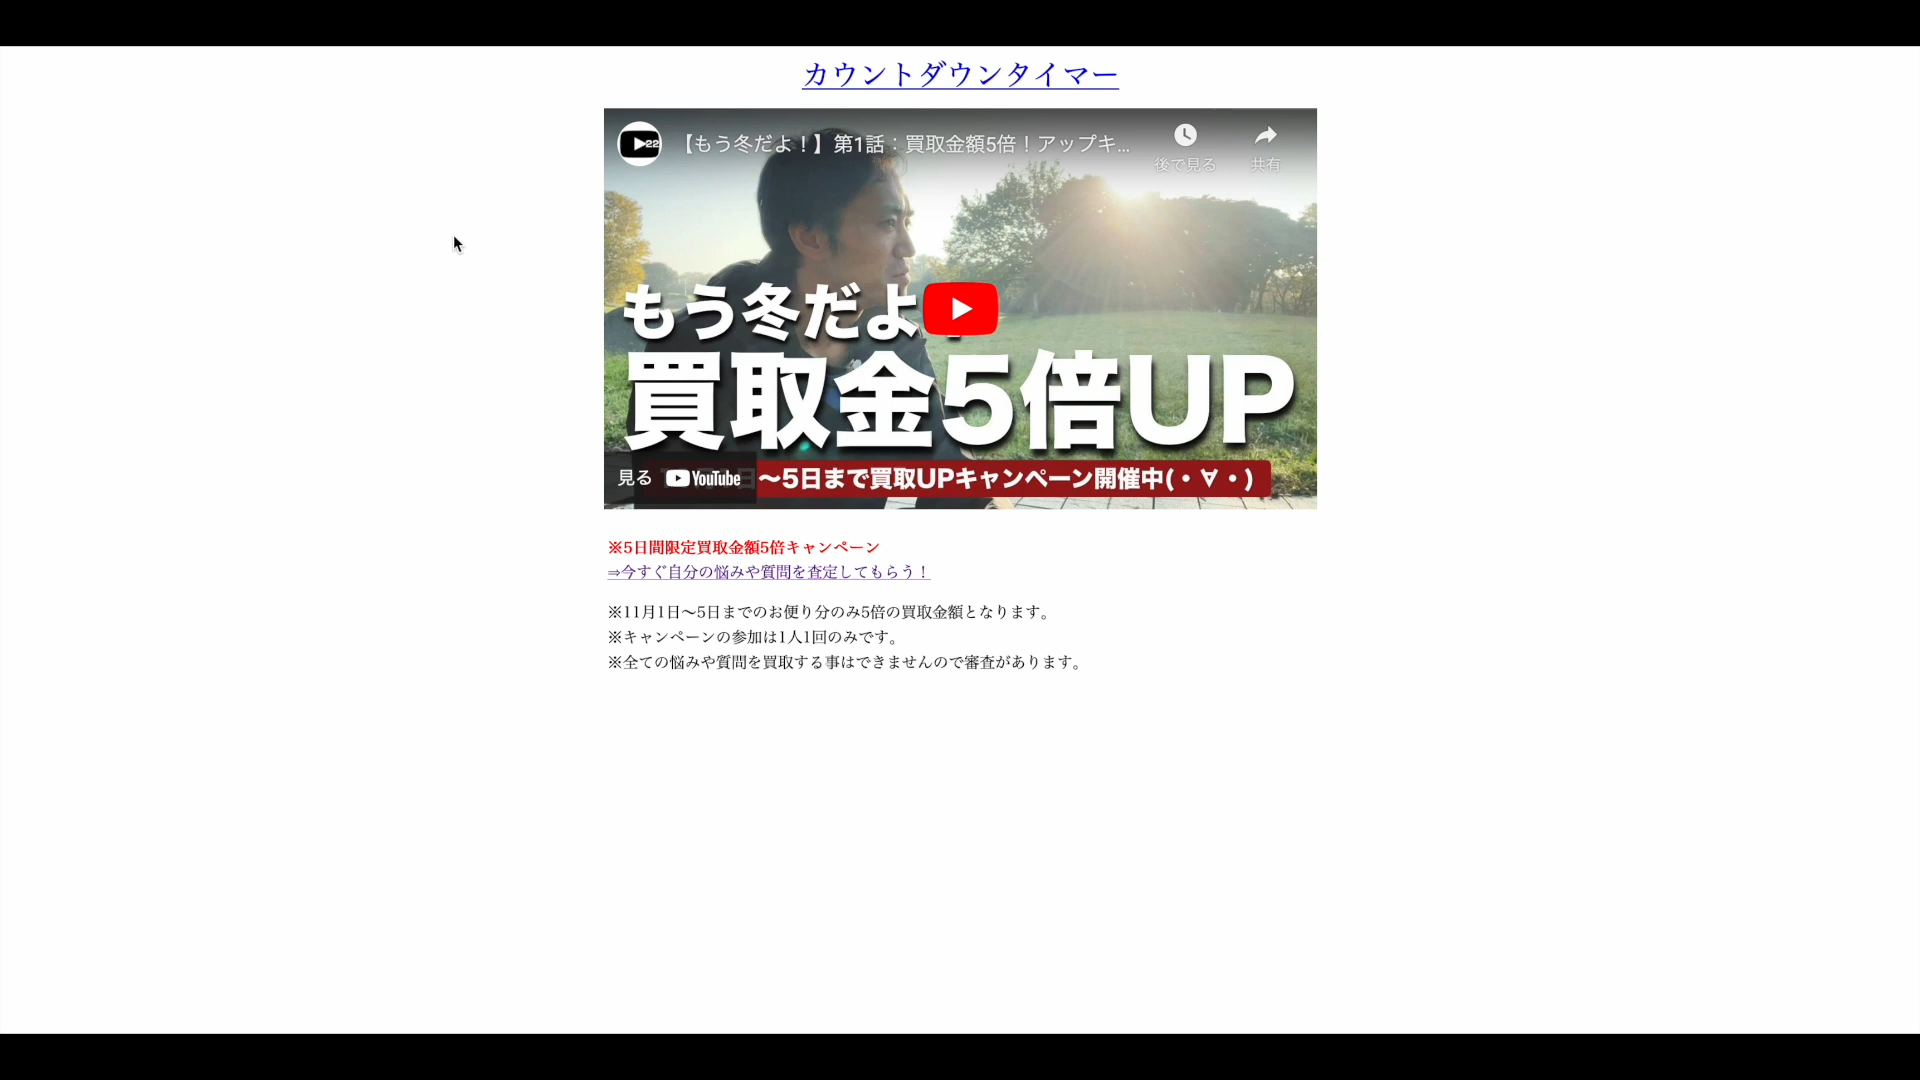 カウントダウンタイマー
22
【もう冬だよ！】第1話：買取金額5倍！アップキ...
後で見る
共有
もう冬だよ
買取金5倍UP
見る YouTube
日〜5日まで買取UPキャンペーン開催中(・∀・)
※5日間限定買取金額5倍キャンペーン
⇒今すぐ自分の悩みや質問を査定してもらう！
※11月1日〜5日までのお便り分のみ5倍の買取金額となります。
※キャンペーンの参加は1人1回のみです。
※全ての悩みや質問を買取する事はできませんので審査があります。